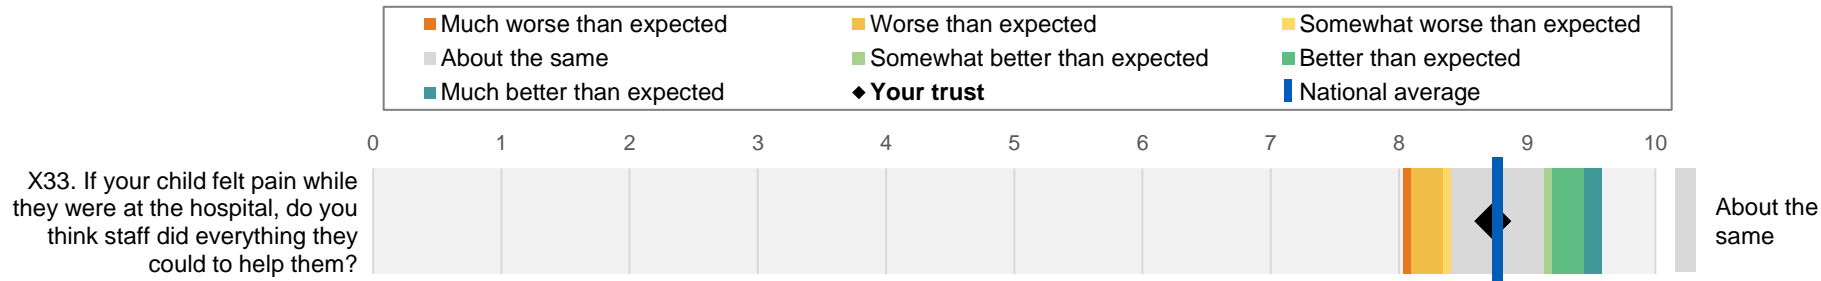 Much worse than expected
Worse than expected
Somewhat worse than expected
About the same
Somewhat better than expected
Better than expected
Much better than expected
Your trust
National average
0 1 2 3 4 5 6 7 8 9 10
X33. If your child felt pain while
they were at the hospital, do you
think staff did everything they
could to help them?
About the
same